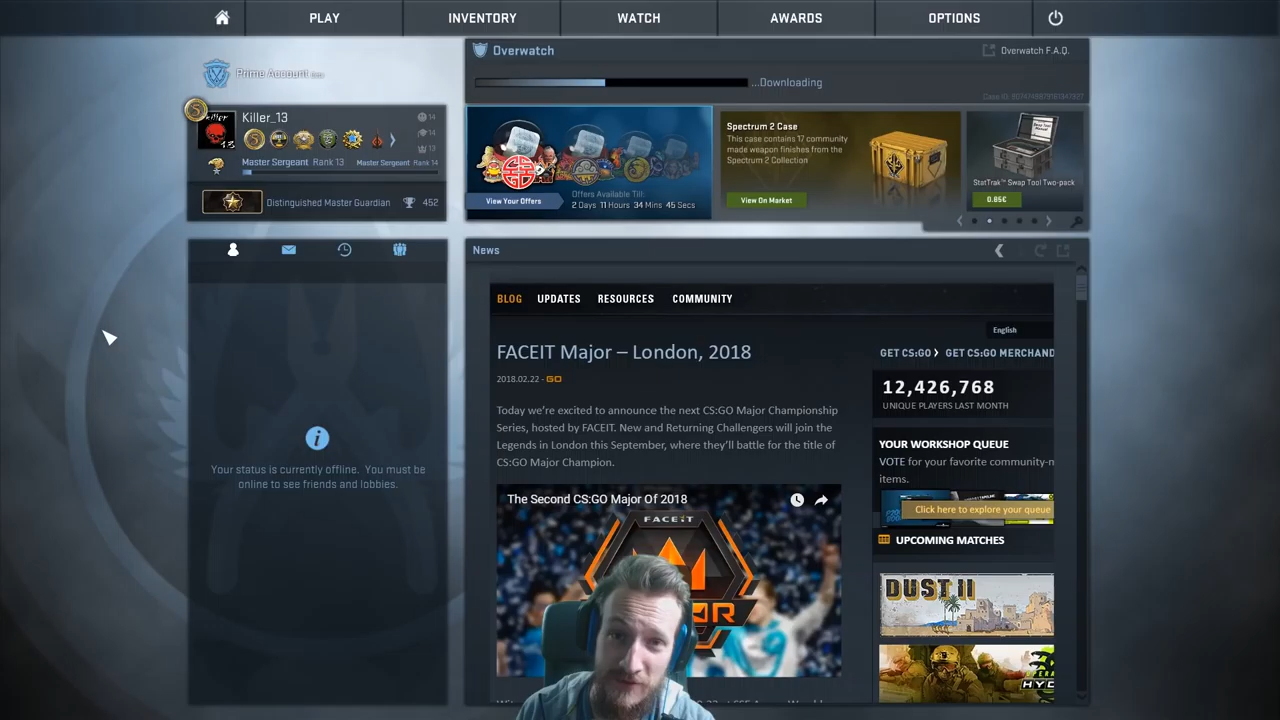 PLAY
INVENTORY
WATCH
AWARDS
OPTIONS
Prime Account
Killer_13
14
14
13
Master Sergeant Rank 13
Master Sergeant Rank 14
Distinguished Master Guardian
452
Your status is currently offline. You must be
online to see friends and lobbies.
Overwatch
Overwatch F.A.Q.
...Downloading
View Your Offers
Offers Available Till:
2 Days 11 Hours 34 Mins 45 Secs
Spectrum 2 Case
This case contains 17 community
made weapon finishes from the
Spectrum 2 Collection
View On Market
StatTrak™ Swap Tool Two-pack
0.85€
News
BLOG
UPDATES
RESOURCES
COMMUNITY
English
FACEIT Major – London, 2018
2018.02.22 - GO
Today we're excited to announce the next CS:GO Major Championship
Series, hosted by FACEIT. New and Returning Challengers will join the
Legends in London this September, where they'll battle for the title of
CS:GO Major Champion.
The Second CS:GO Major Of 2018
FACEIT
GET CS:GO
GET CS:GO MERCHAND
12,426,768
UNIQUE PLAYERS LAST MONTH
YOUR WORKSHOP QUEUE
VOTE for your favorite community-m
items.
Click here to explore your queue
UPCOMING MATCHES
DUST II
HYD